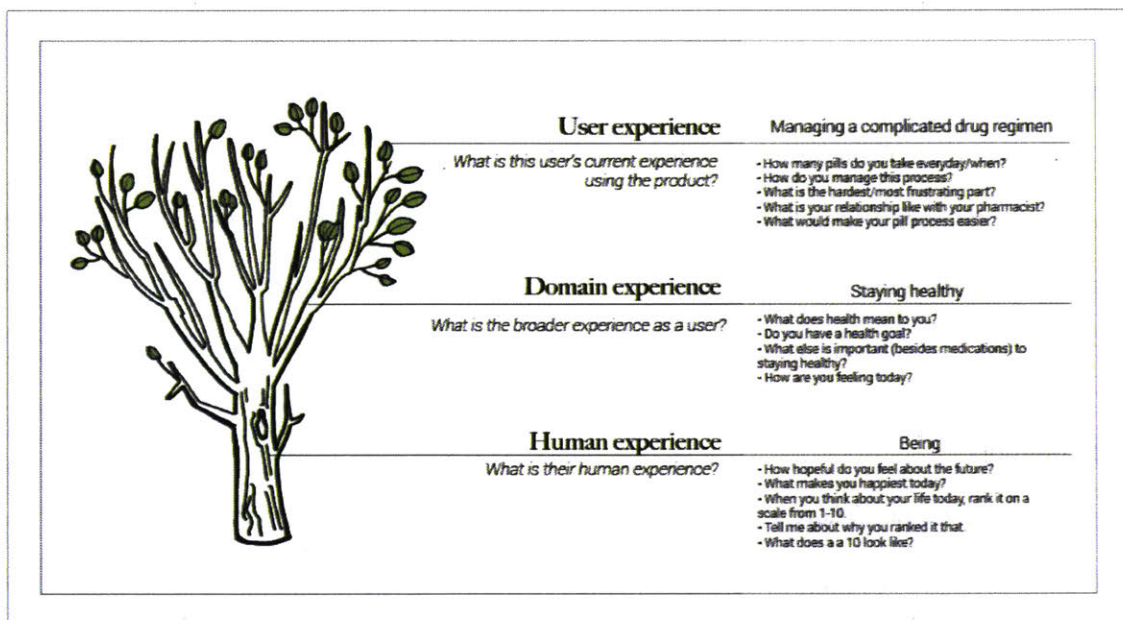 User experience
Managing a complicated drug regimen
What is this user's current experience
using the product?
- How many pills do you take everyday/when?
- How do you manage this process?
- What is the hardest/most frustrating part?
- What is your relationship like with your pharmacist?
- What would make your pill process easier?
Domain experience
Staying healthy
What is the broader experience as a user?
- What does health mean to you?
- Do you have a health goal?
- What else is important (besides medications) to
staying healthy?
- How are you feeling today?
Human experience
Being
What is their human experience?
- How hopeful do you feel about the future?
- What makes you happiest today?
- When you think about your life today, rank it on a
scale from 1-10.
- Tell me about why you ranked it that
- What does a a 10 look like?